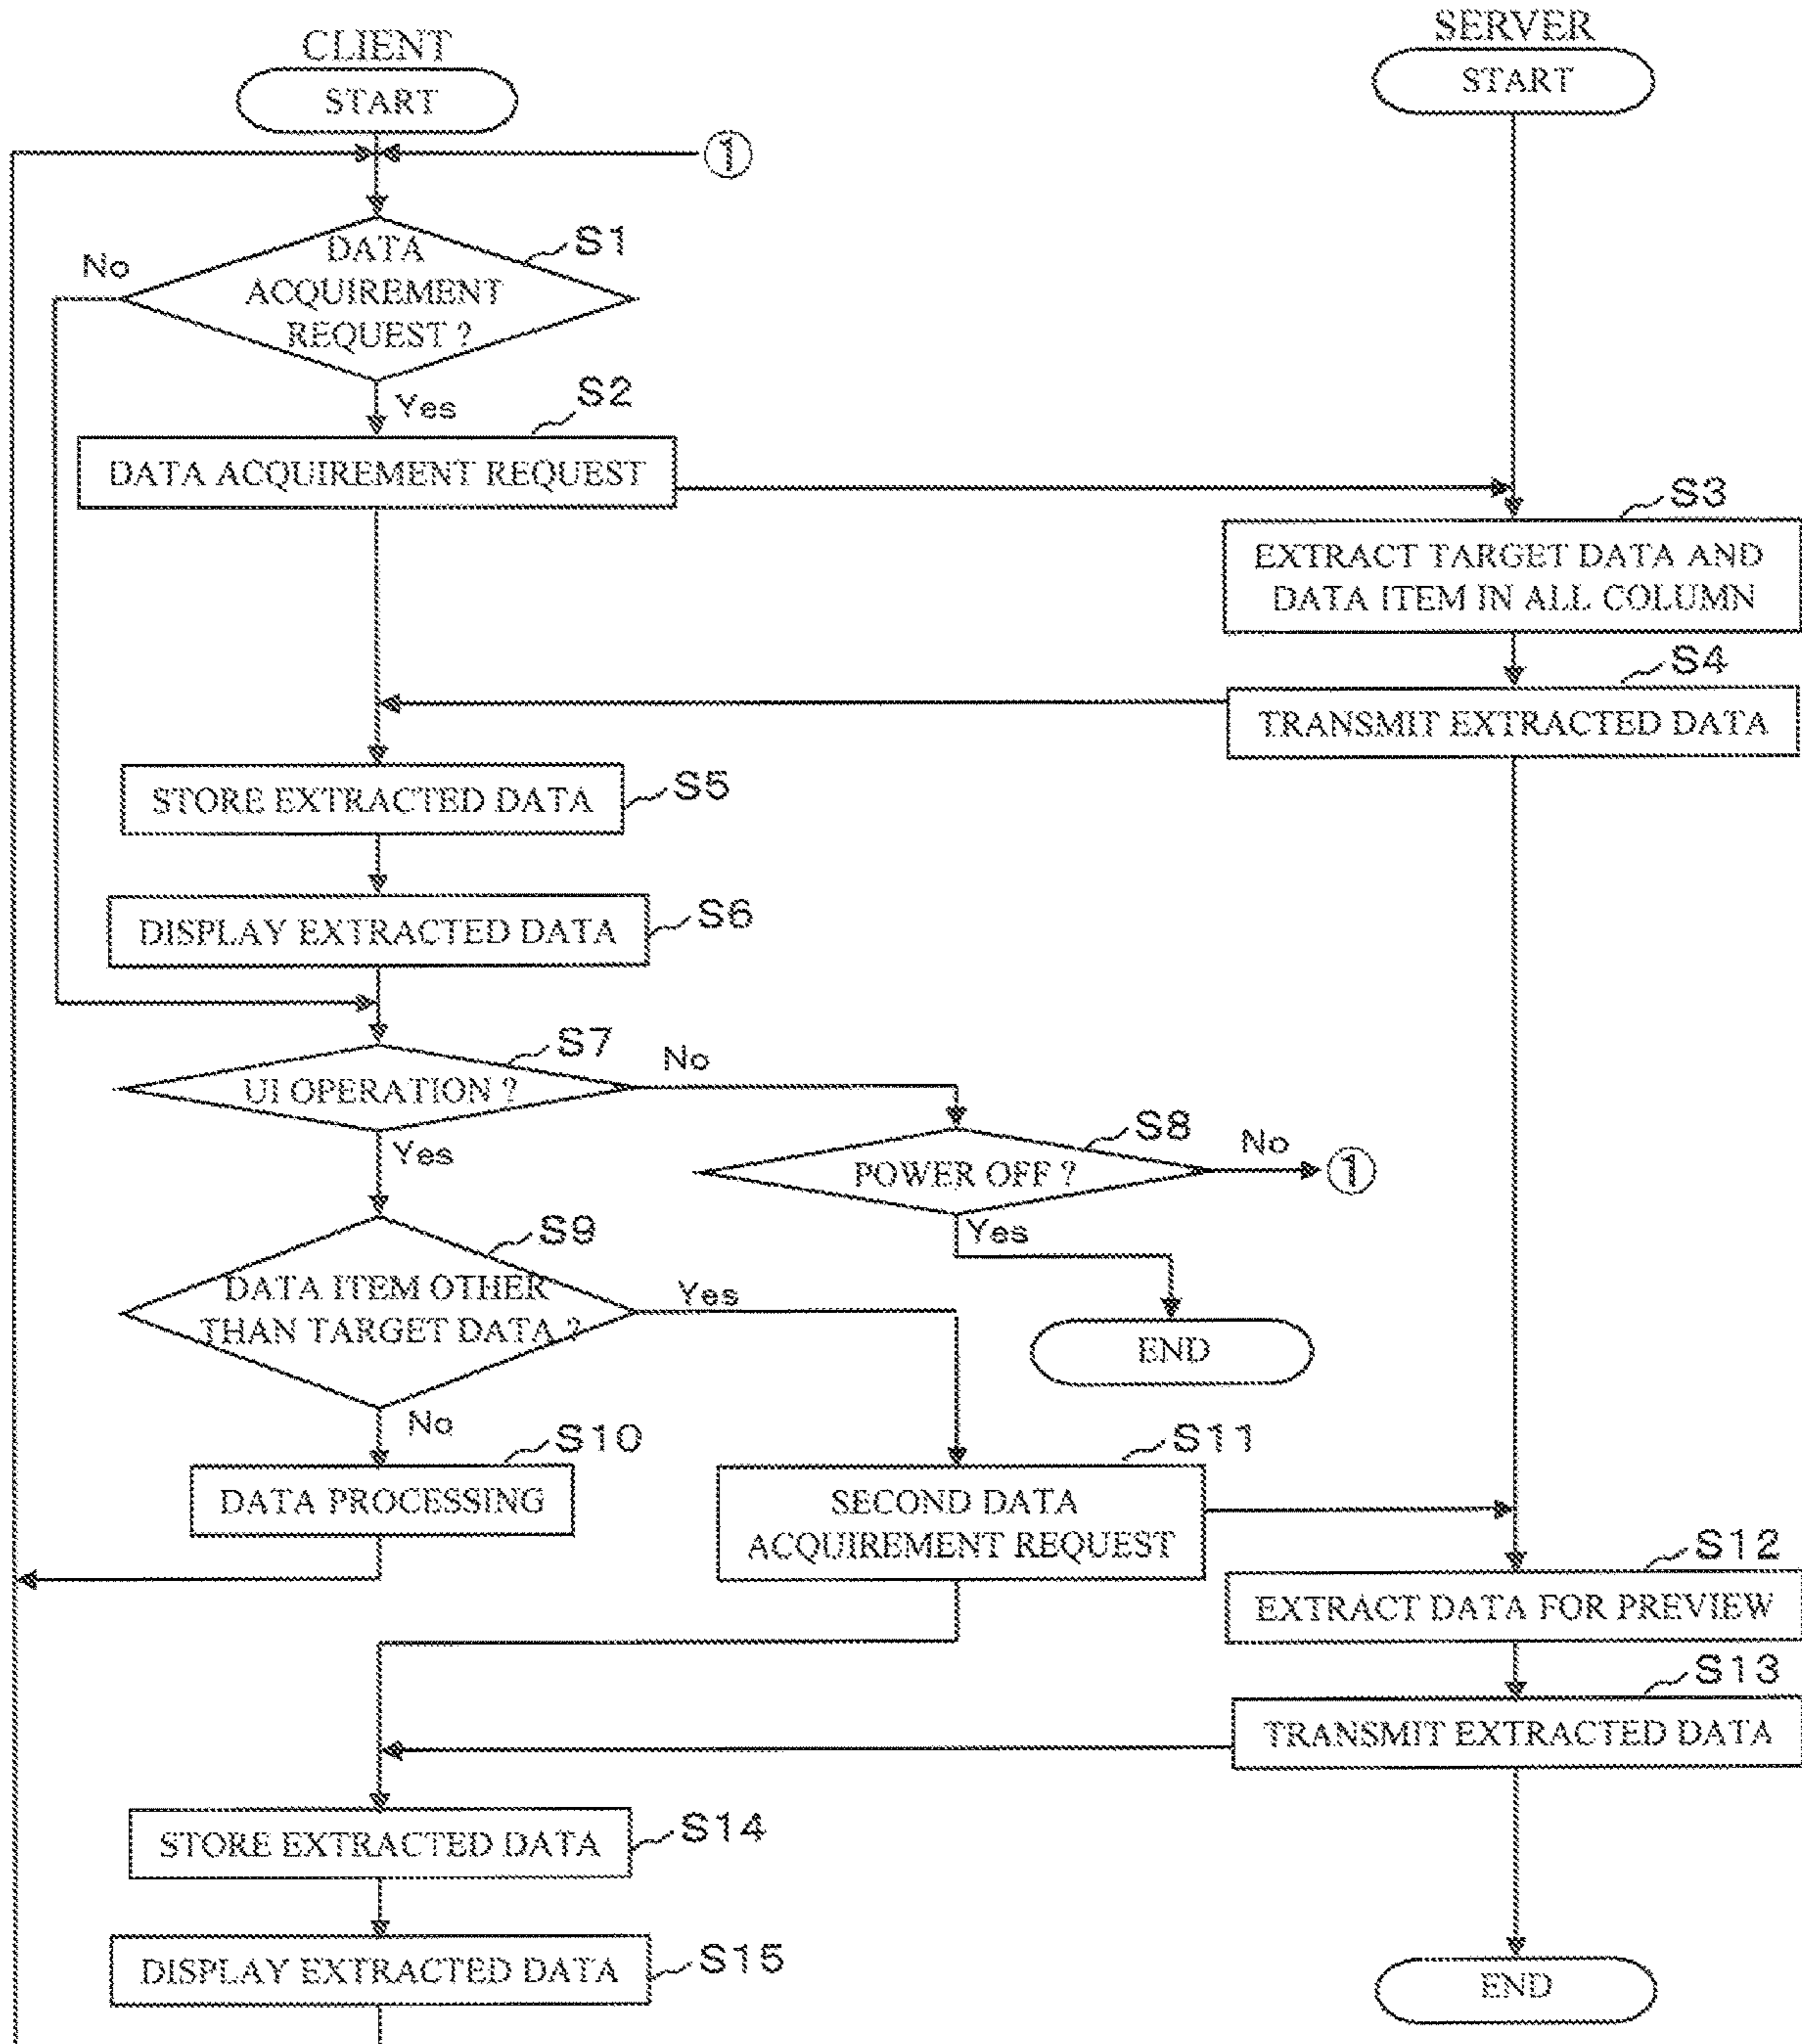 CLIENT
START
SERVER
START
①
S1
No
DATA
ACQUIREMENT
REQUEST ?
Yes
S2
DATA ACQUIREMENT REQUEST
S3
EXTRACT TARGET DATA AND
DATA ITEM IN ALL COLUMN
S4
TRANSMIT EXTRACTED DATA
STORE EXTRACTED DATA
S5
DISPLAY EXTRACTED DATA
S6
S7
UI OPERATION ?
No
Yes
S8
POWER OFF ?
No
①
Yes
END
S9
DATA ITEM OTHER
THAN TARGET DATA ?
Yes
No
S10
DATA PROCESSING
S11
SECOND DATA
ACQUIREMENT REQUEST
S12
EXTRACT DATA FOR PREVIEW
S13
TRANSMIT EXTRACTED DATA
STORE EXTRACTED DATA
S14
DISPLAY EXTRACTED DATA
S15
END